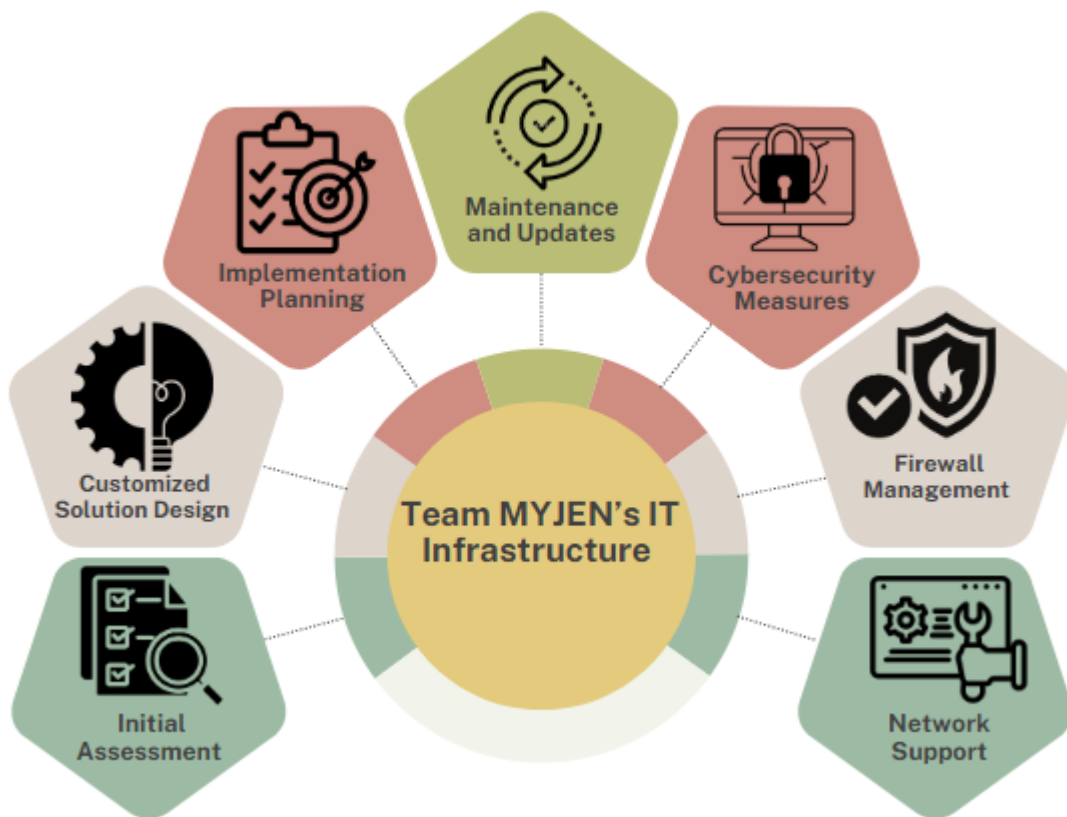 Maintenance
and Updates
Implementation
Planning
Cybersecurity
Measures
Customized
Solution Design
Firewall
Management
Team MYJEN’s IT
Infrastructure
Initial
Assessment
Network
Support